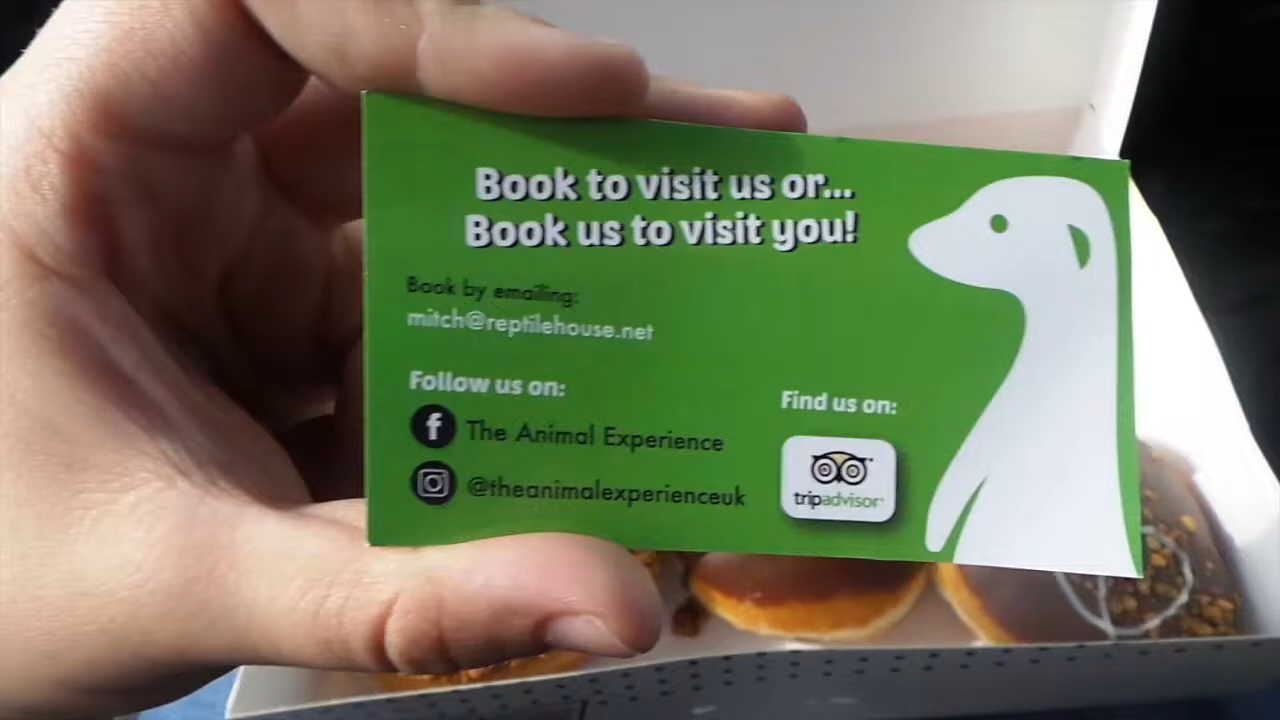 Book to visit us or...
Book us to visit you!
Book by emailing:
mitch@reptilehouse.net
Follow us on:
f The Animal Experience
@theanimalexperienceuk
Find us on:
tripadvisor